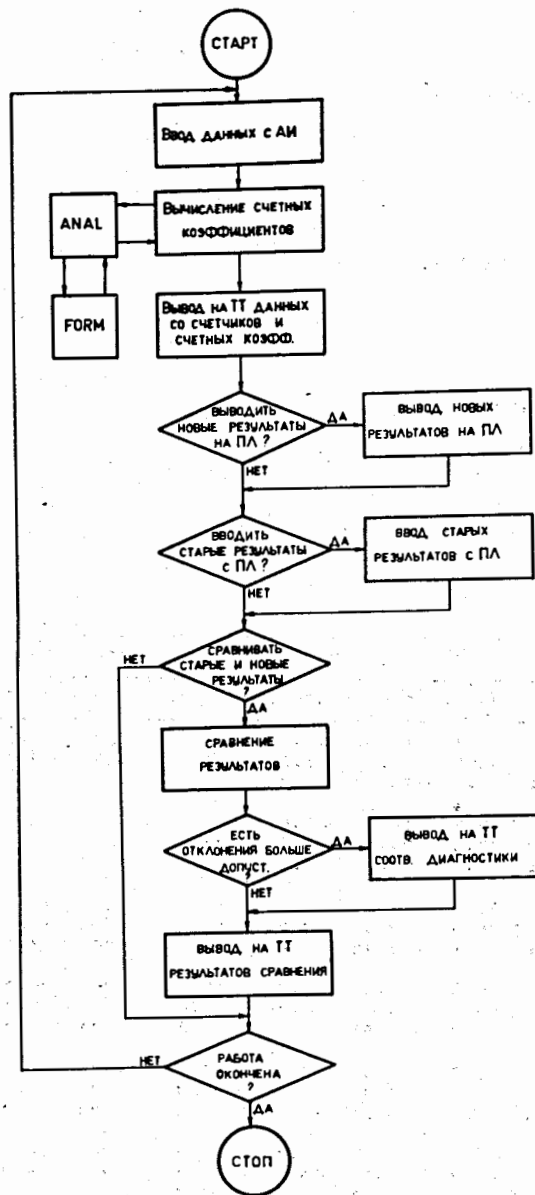 СТАРТ
Ввод данных с АИ
Вычисление счетных
коэффициентов
ANAL
FORM
Вывод на ТТ данных
со счетчиков и
счетных коэфф.
выводить
новые результаты
на ПЛ ?
ДА
вывод новых
результатов на ПЛ
НЕТ
вводить
старые результаты
с ПЛ ?
ДА
ввод старых
результатов с ПЛ
НЕТ
сравнивать
старые и новые
результаты
?
НЕТ
ДА
сравнение
результатов
есть
отклонения больше
допуст.
?
ДА
вывод на ТТ
соотв. диагностики
НЕТ
вывод на ТТ
результатов сравнения
работа
окончена
?
НЕТ
ДА
СТОП